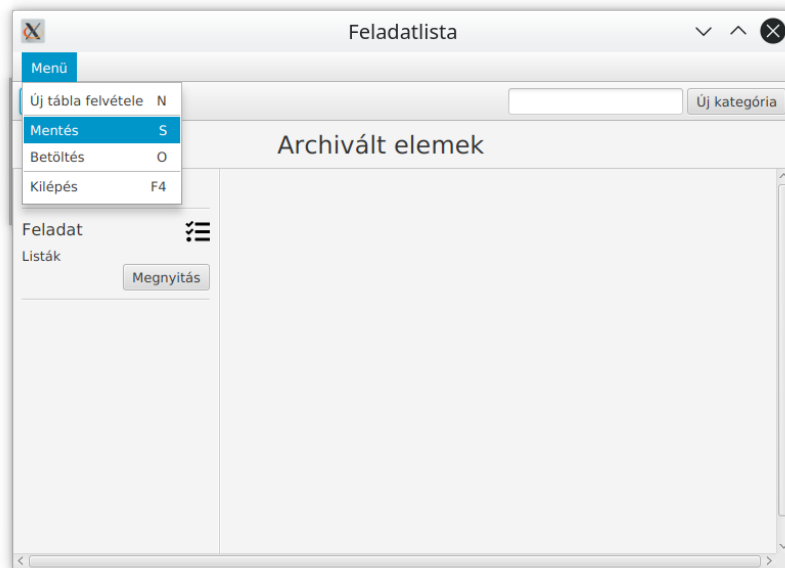 Feladatlista
Menü
Új tábla felvétele N
Új kategória
Mentés S
Archivált elemek
Betöltés O
Kilépés F4
Feladat
Listák
Megnyitás